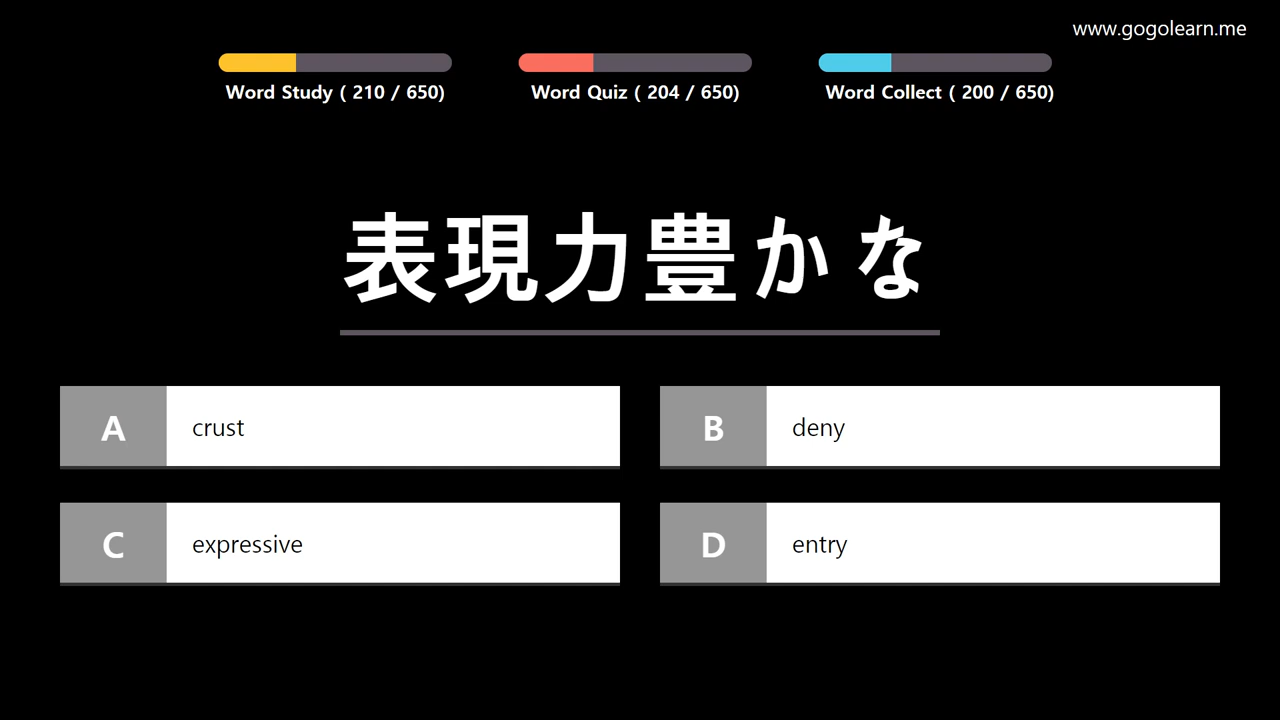 www.gogolearn.me
Word Study ( 210 / 650)
Word Quiz ( 204 / 650)
Word Collect ( 200 / 650)
表現力豊かな
A crust
B deny
C expressive
D entry